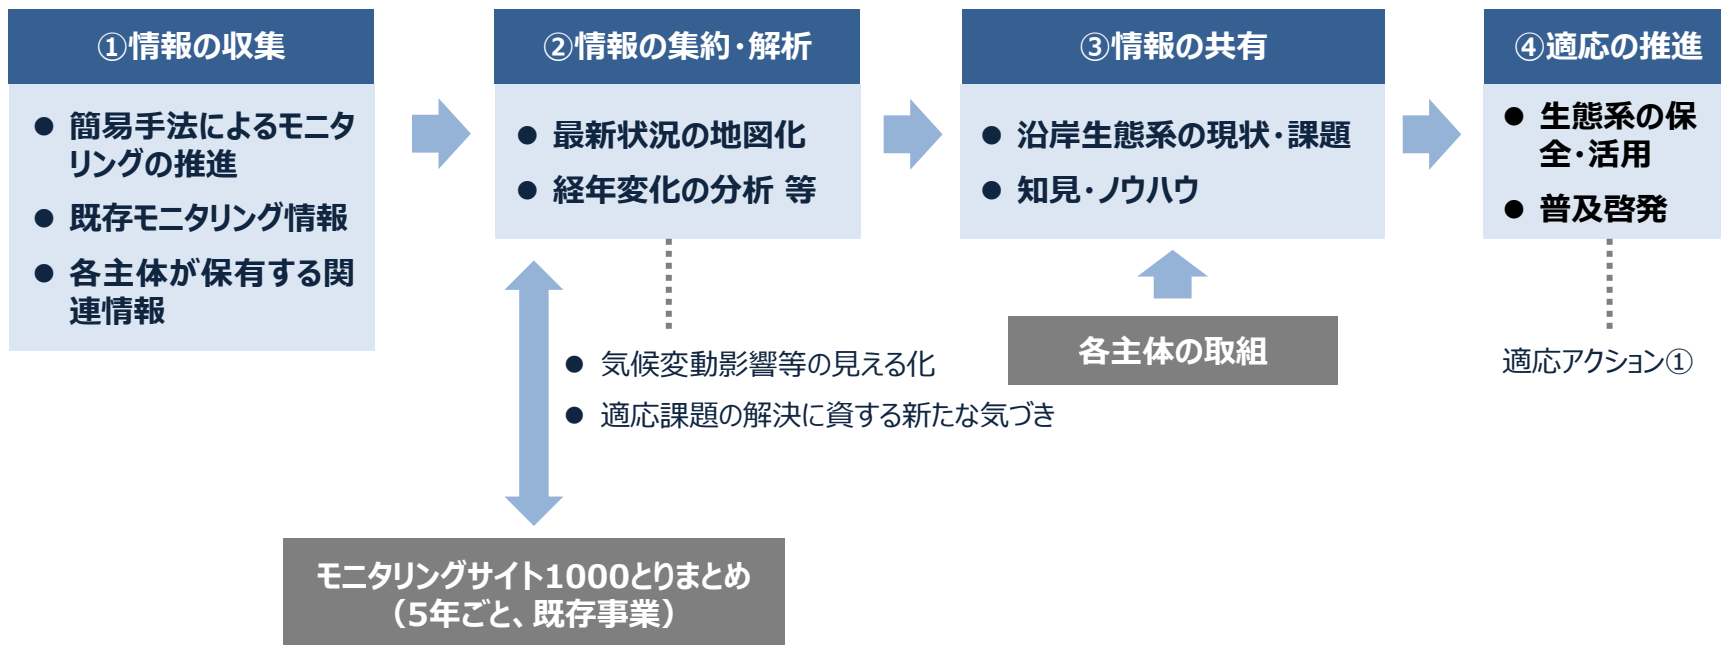 ①情報の収集
● 簡易手法によるモニタ
リングの推進
● 既存モニタリング情報
● 各主体が保有する関
連情報
②情報の集約・解析
● 最新状況の地図化
● 経年変化の分析 等
● 気候変動影響等の見える化
● 適応課題の解決に資する新たな気づき
モニタリングサイト1000とりまとめ
（5年ごと、既存事業）
③情報の共有
● 沿岸生態系の現状・課題
● 知見・ノウハウ
各主体の取組
④適応の推進
● 生態系の保
全・活用
● 普及啓発
適応アクション①